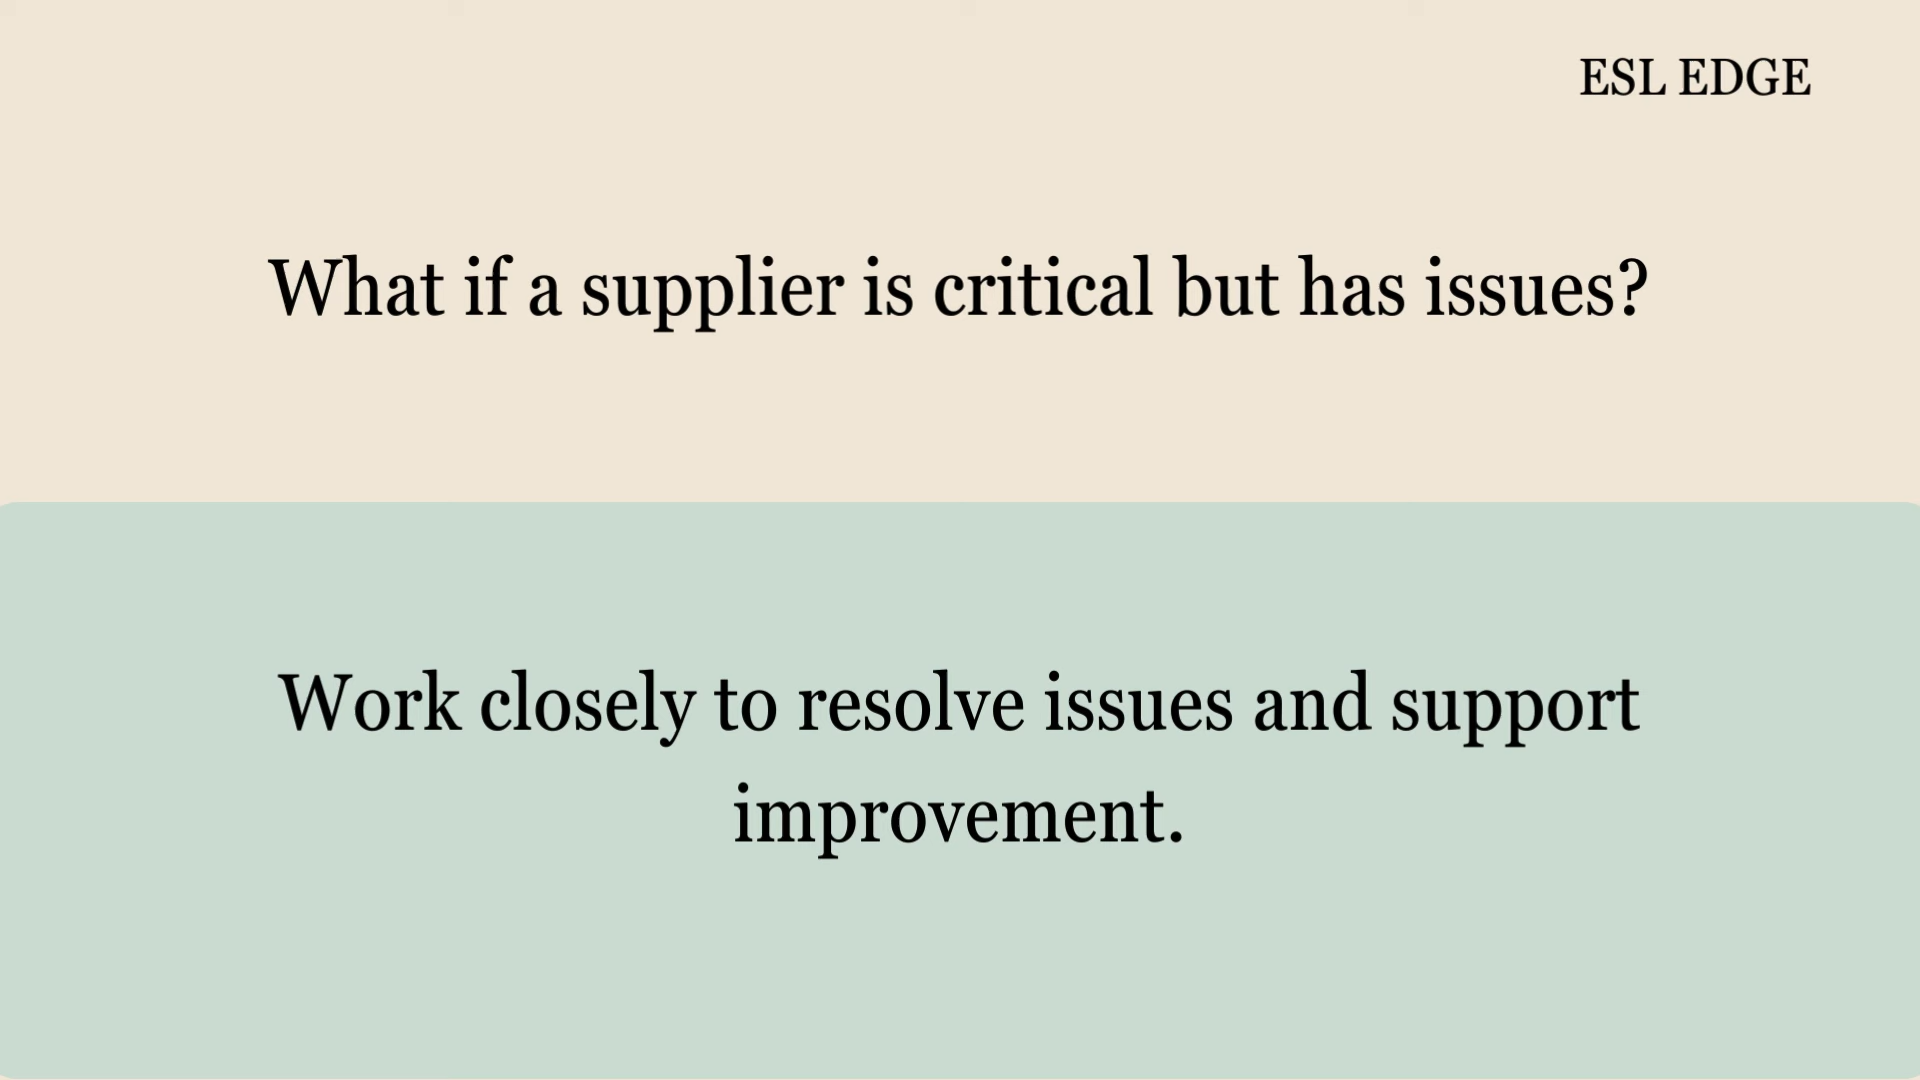 ESL EDGE
What if a supplier is critical but has issues?
Work closely to resolve issues and support
improvement.